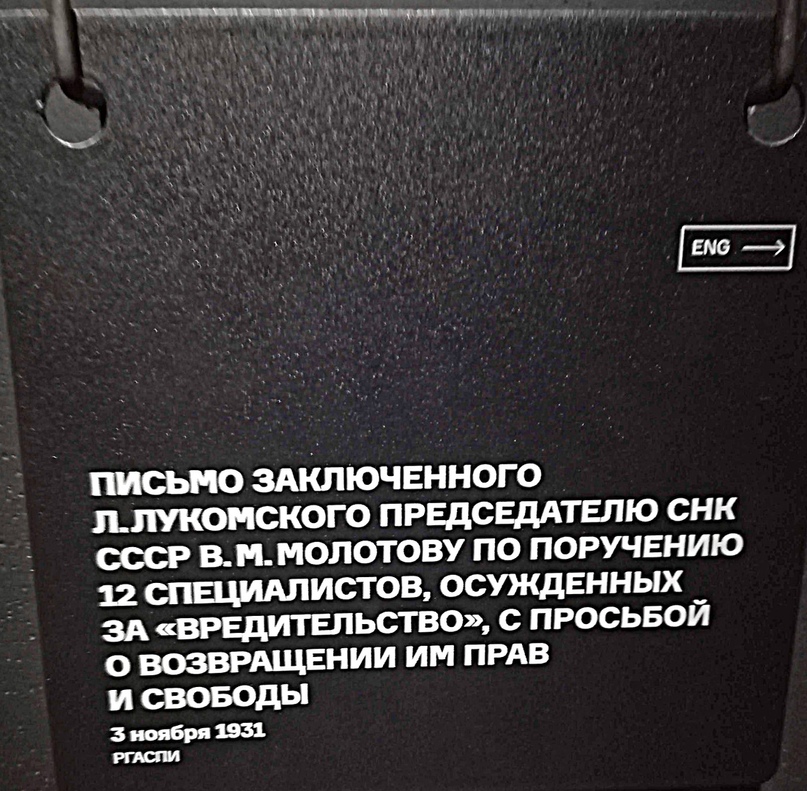 ENG →
ПИСЬМО ЗАКЛЮЧЕННОГО
Л.ЛУКОМСКОГО ПРЕДСЕДАТЕЛЮ СНК
СССР В.М.МОЛОТОВУ ПО ПОРУЧЕНИЮ
12 СПЕЦИАЛИСТОВ, ОСУЖДЕННЫХ
ЗА «ВРЕДИТЕЛЬСТВО», С ПРОСЬБОЙ
О ВОЗВРАЩЕНИИ ИМ ПРАВ
И СВОБОДЫ
3 ноября 1931
РГАСПИ